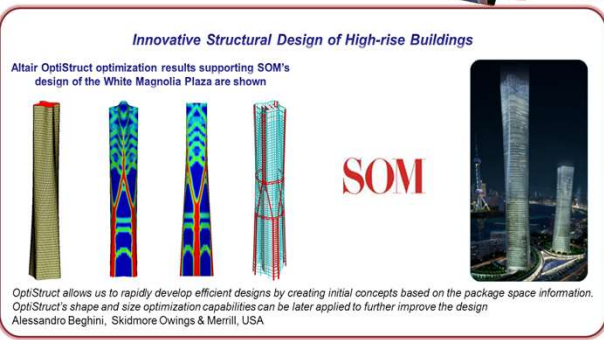 Innovative Structural Design of High-rise Buildings
Altair OptiStruct optimization results supporting SOM's
design of the White Magnolia Plaza are shown
SOM
OptiStruct allows us to rapidly develop efficient designs by creating initial concepts based on the package space information.
OptiStruct's shape and size optimization capabilities can be later applied to further improve the design
Alessandro Beghini, Skidmore Owings & Merrill, USA